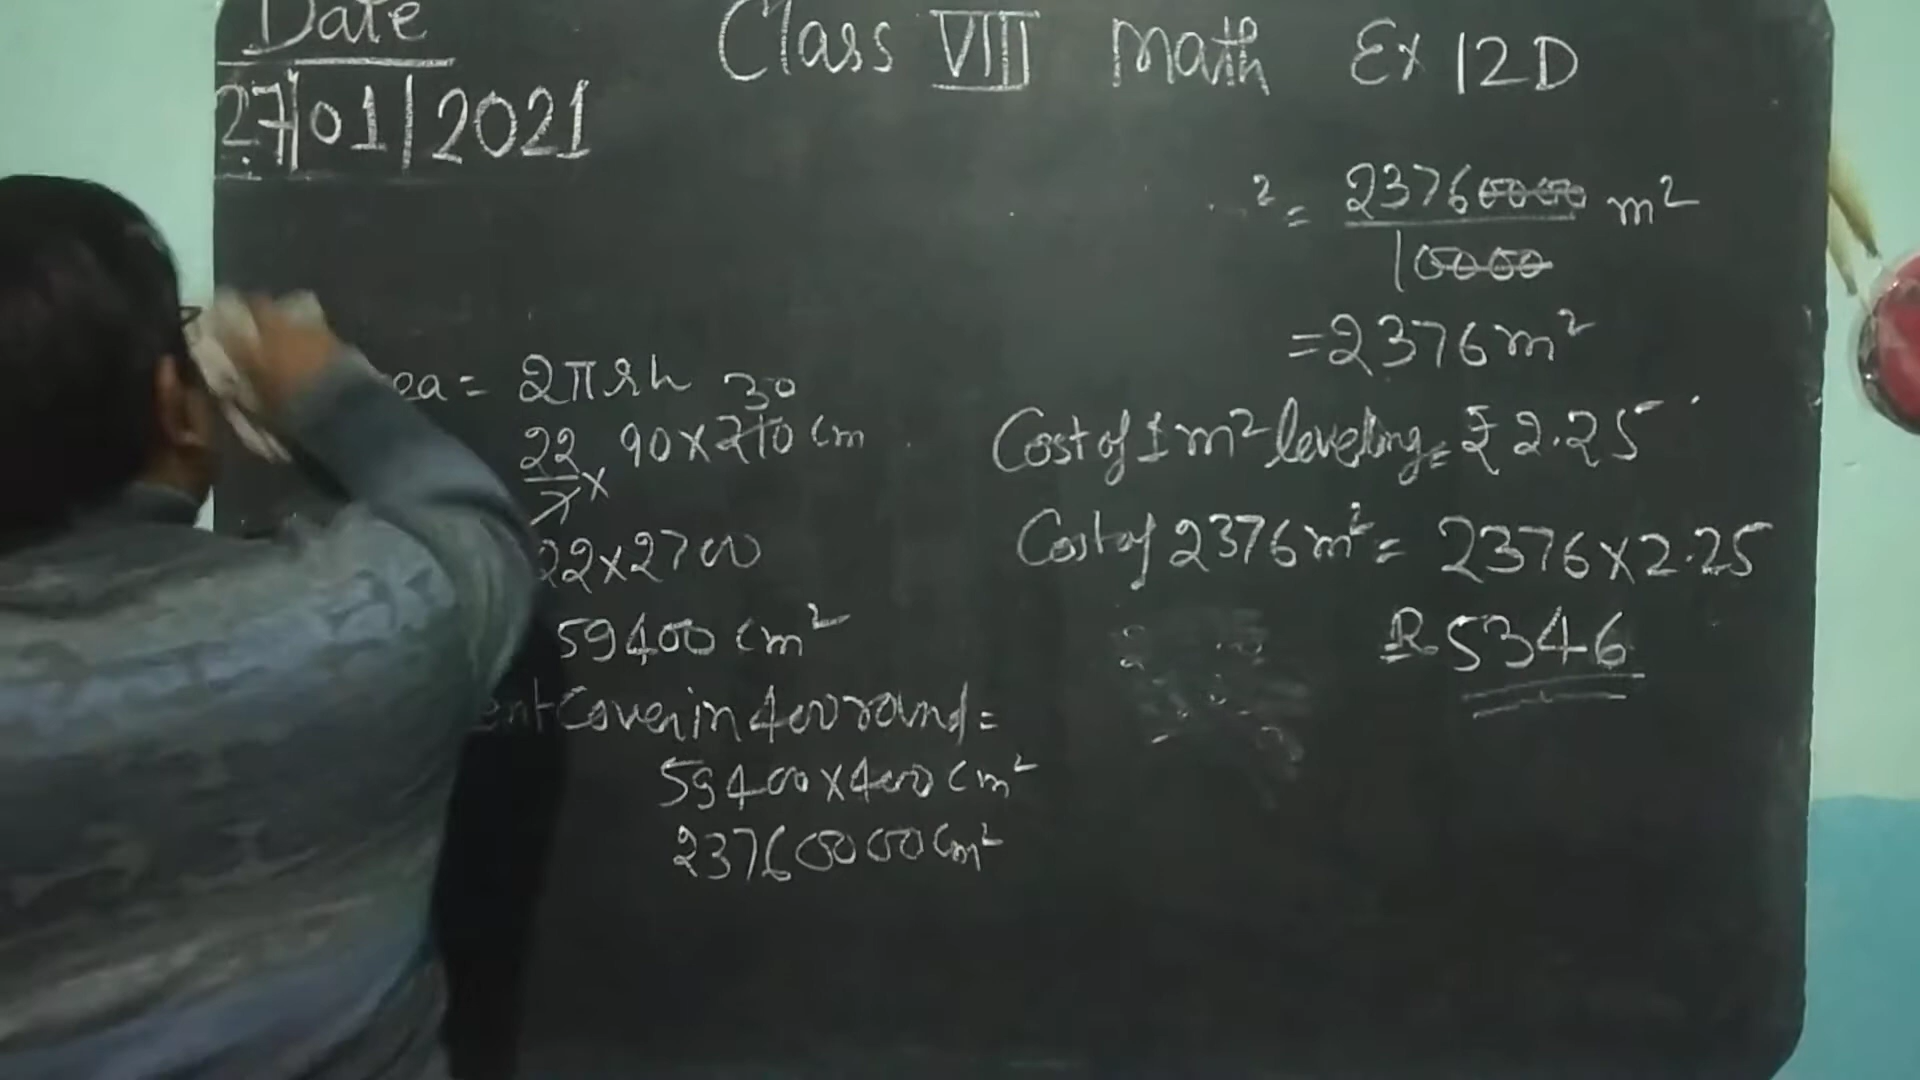 Date
27/01/2021
Class VIII Math Ex 12D
ea = 2πrh
30
22/7 × 90 × 210 cm
22×2700
59400 cm²
ent Cover in 400 round =
59400×400 cm²
23760000 cm²
² = 23760000/10000 m²
= 2376 m²
Cost of 1 m² leveling = ₹ 2.25
Cost of 2376 m² = 2376×2.25
Rs 5346